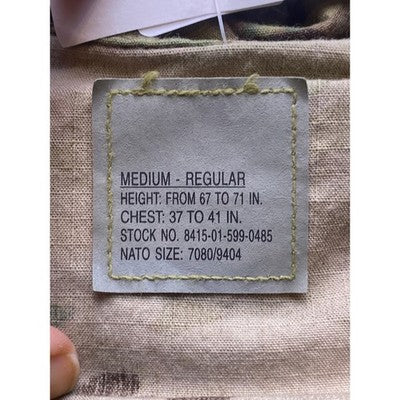 MEDIUM - REGULAR
HEIGHT: FROM 67 TO 71 IN.
CHEST: 37 TO 41 IN.
STOCK NO. 8415-01-599-0485
NATO SIZE: 7080/9404